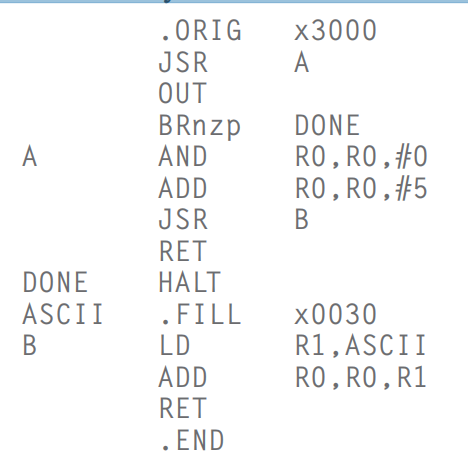 .ORIG x3000
JSR A
OUT
BRnzp DONE
A AND R0,R0,#0
ADD R0,R0,#5
JSR B
RET
DONE HALT
ASCII .FILL x0030
B LD R1,ASCII
ADD R0,R0,R1
RET
.END